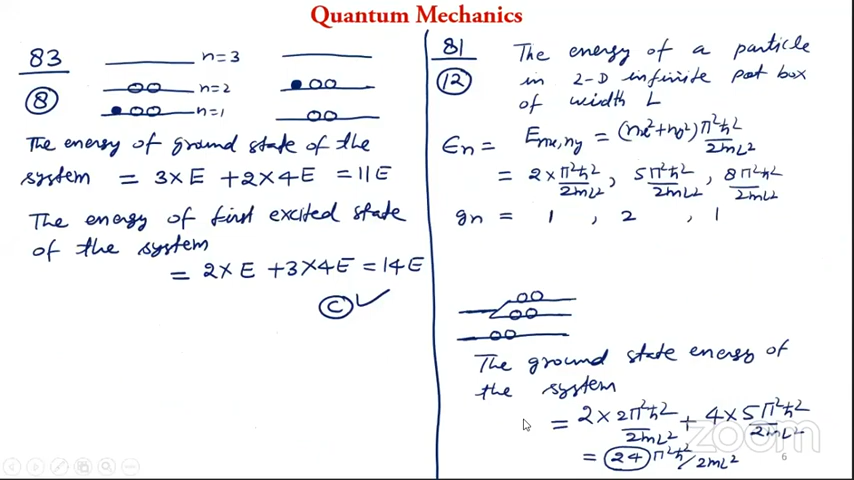 Quantum Mechanics
83
8
n=3
n=2
n=1
The energy of ground state of the
system = 3×E + 2×4E = 11E
The energy of first excited state
of the system
= 2×E + 3×4E = 14E
C ✓
81
12
The energy of a particle
in 2-D infinite pot box
of width L
Єn = Enx,ny = (nx²+ny²) π²ħ²/2mL²
= 2×π²ħ²/2mL², 5π²ħ²/2mL², 8π²ħ²/2mL²
gn = 1, 2, 1
The ground state energy of
the system
= 2×2π²ħ²/2mL² + 4×5π²ħ²/2mL²
= 24 π²ħ²/2mL²
zoom
6